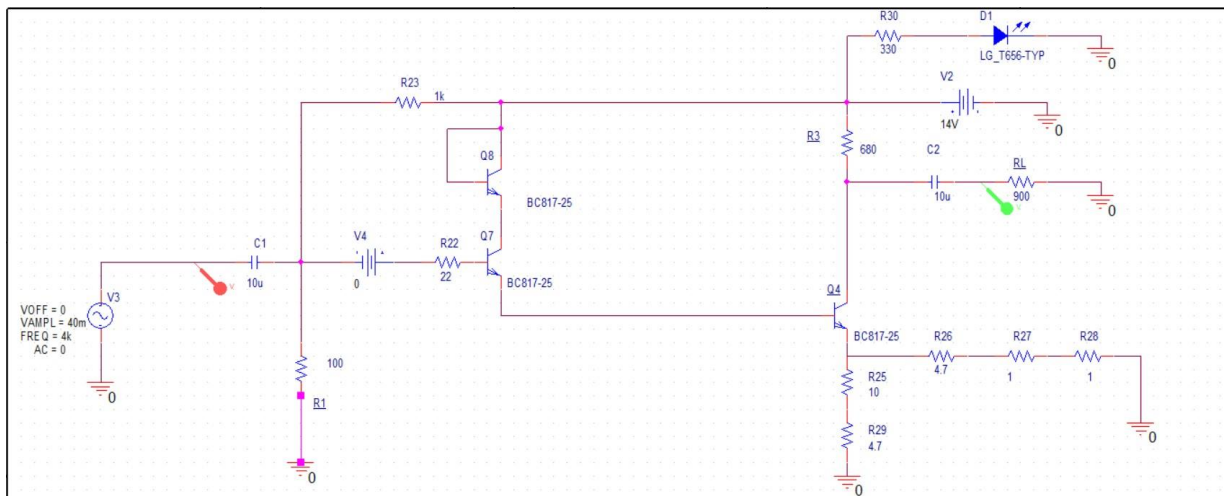 R30
330
D1
LG_T656-TYP
0
R23
1k
V2
14V
0
R3
680
C2
10u
RL
900
0
Q8
BC817-25
V4
0
R22
22
Q7
BC817-25
C1
10u
V3
VOFF = 0
VAMPL = 40m
FREQ = 4k
AC = 0
0
100
R1
0
Q4
BC817-25
R26
4.7
R27
1
R28
1
0
R25
10
R29
4.7
0